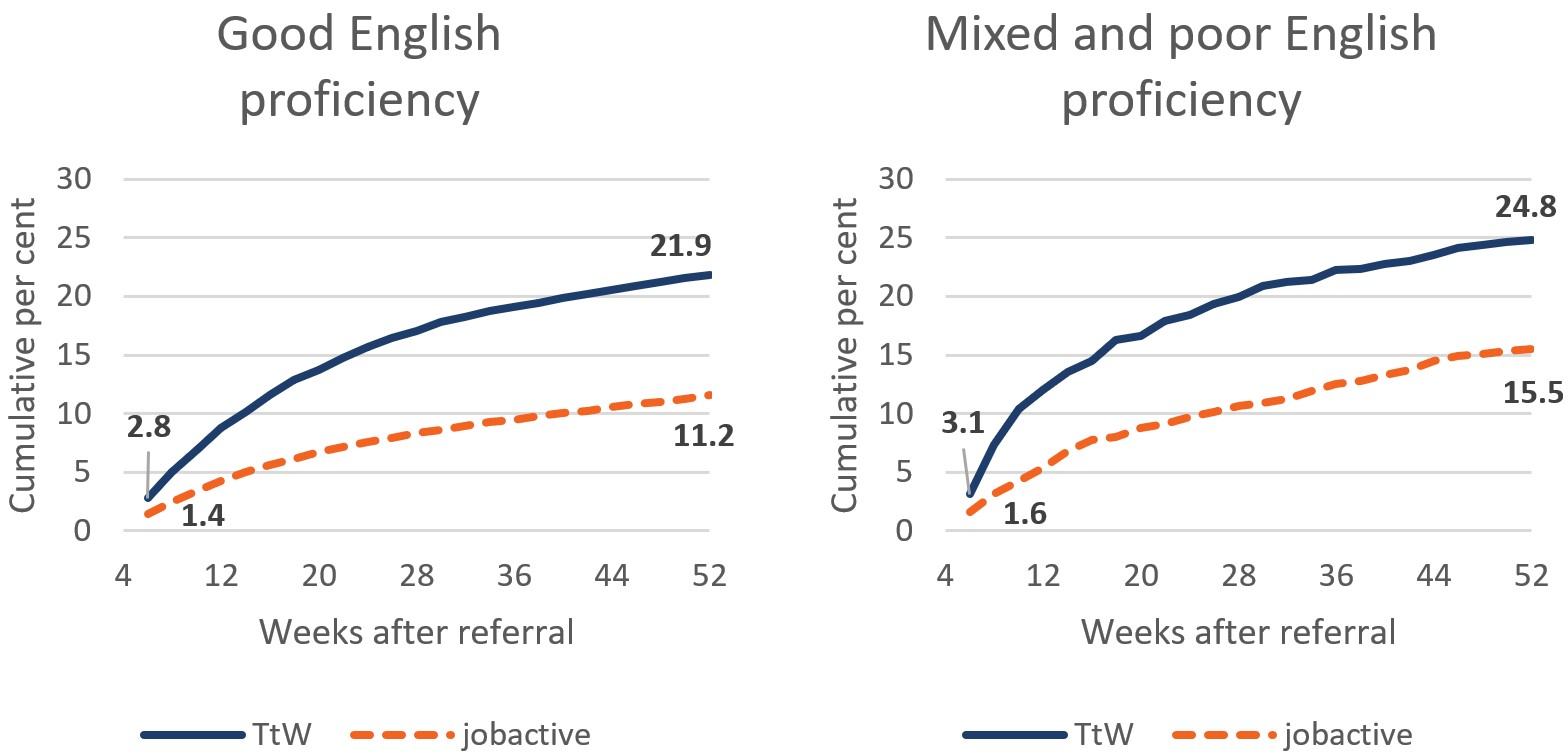 Good English
proficiency
Cumulative per cent
30
25
20
15
10
5
0
21.9
2.8
11.2
1.4
4 12 20 28 36 44 52
Weeks after referral
TtW jobactive
Mixed and poor English
proficiency
Cumulative per cent
30
25
20
15
10
5
0
24.8
3.1
15.5
1.6
4 12 20 28 36 44 52
Weeks after referral
TtW jobactive